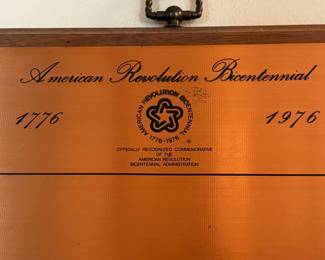 American Revolution Bicentennial
1776
AMERICAN REVOLUTION BICENTENNIAL
1776-1976
1976
OFFICIALLY RECOGNIZED COMMEMORATIVE
OF THE
AMERICAN REVOLUTION
BICENTENNIAL ADMINISTRATION